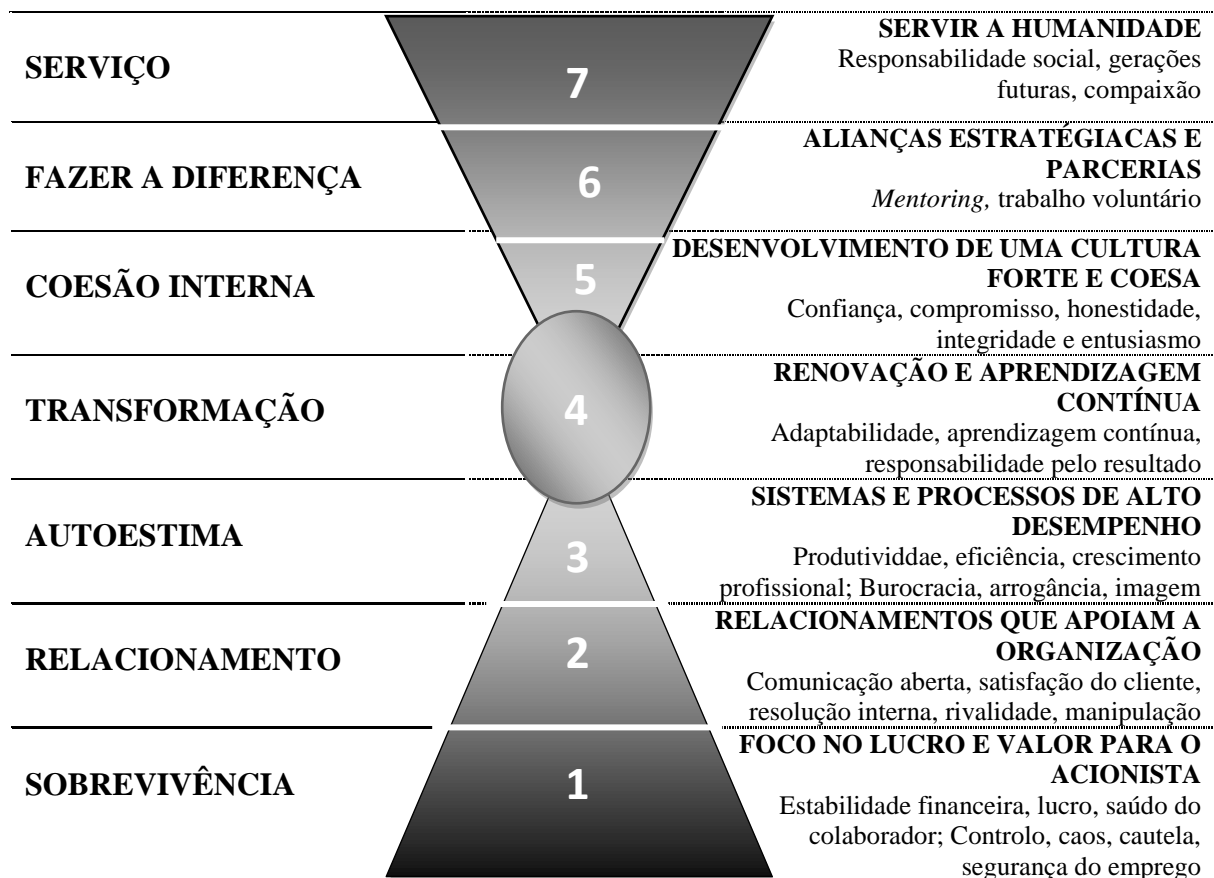 SERVIÇO
7
SERVIR A HUMANIDADE
Responsabilidade social, gerações
futuras, compaixão
FAZER A DIFERENÇA
6
ALIANÇAS ESTRATÉGIACAS E
PARCERIAS
Mentoring, trabalho voluntário
COESÃO INTERNA
5
DESENVOLVIMENTO DE UMA CULTURA
FORTE E COESA
Confiança, compromisso, honestidade,
integridade e entusiasmo
TRANSFORMAÇÃO
4
RENOVAÇÃO E APRENDIZAGEM
CONTÍNUA
Adaptabilidade, aprendizagem contínua,
responsabilidade pelo resultado
AUTOESTIMA
3
SISTEMAS E PROCESSOS DE ALTO
DESEMPENHO
Produtividdae, eficiência, crescimento
profissional; Burocracia, arrogância, imagem
RELACIONAMENTO
2
RELACIONAMENTOS QUE APOIAM A
ORGANIZAÇÃO
Comunicação aberta, satisfação do cliente,
resolução interna, rivalidade, manipulação
SOBREVIVÊNCIA
1
FOCO NO LUCRO E VALOR PARA O
ACIONISTA
Estabilidade financeira, lucro, saúdo do
colaborador; Controlo, caos, cautela,
segurança do emprego